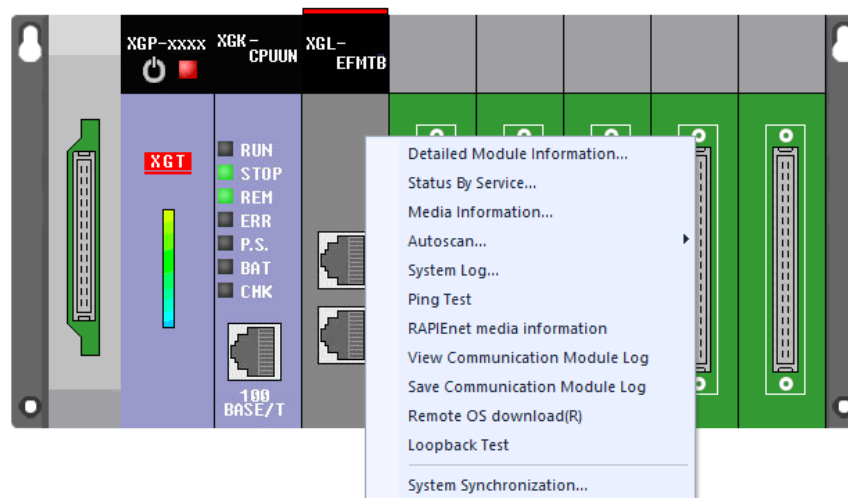 XGP-XXXX
XGK-
CPUUN
XGL-
EFMTB
XGT
RUN
STOP
REM
ERR
P.S.
BAT
CHK
100
BASE/T
Detailed Module Information...
Status By Service...
Media Information...
Autoscan...
System Log...
Ping Test
RAPIEnet media information
View Communication Module Log
Save Communication Module Log
Remote OS download(R)
Loopback Test
System Synchronization...